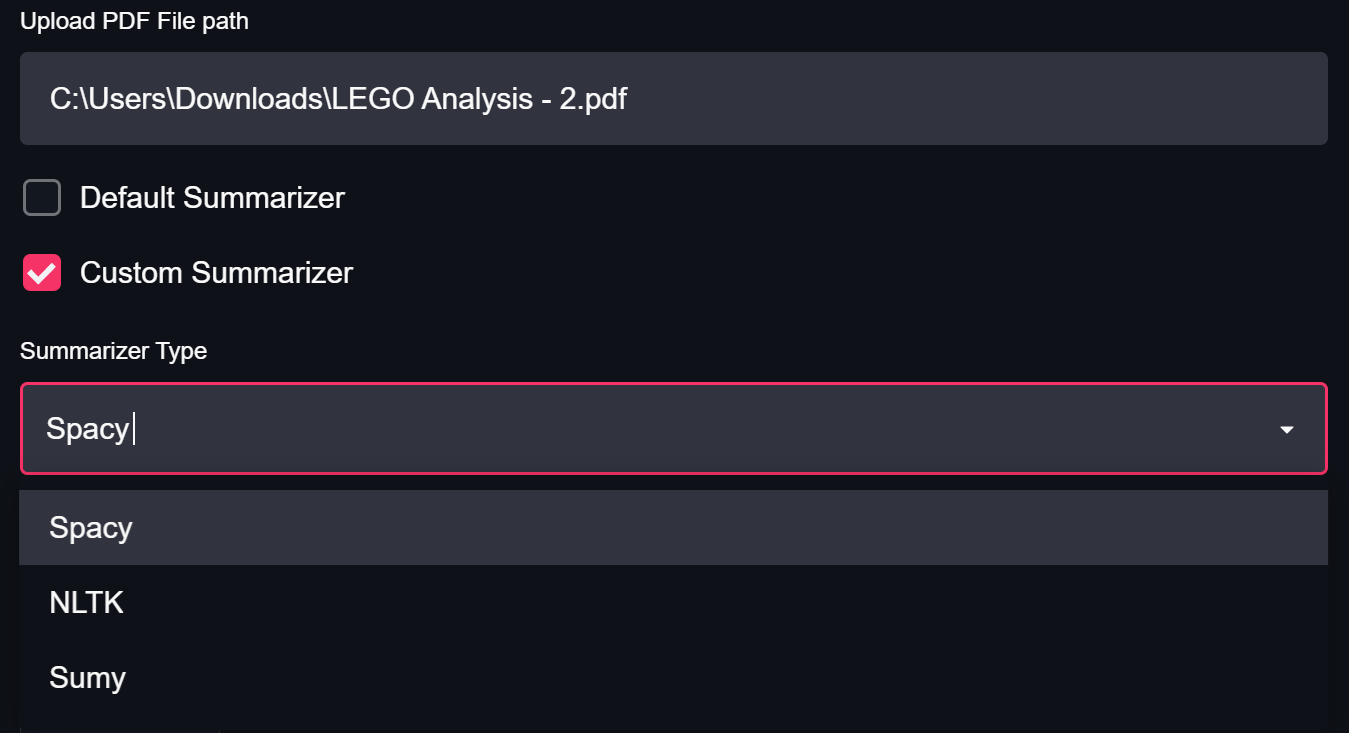 Upload PDF File path
C:\Users\Downloads\LEGO Analysis - 2.pdf
Default Summarizer
Custom Summarizer
Summarizer Type
Spacy
Spacy
NLTK
Sumy